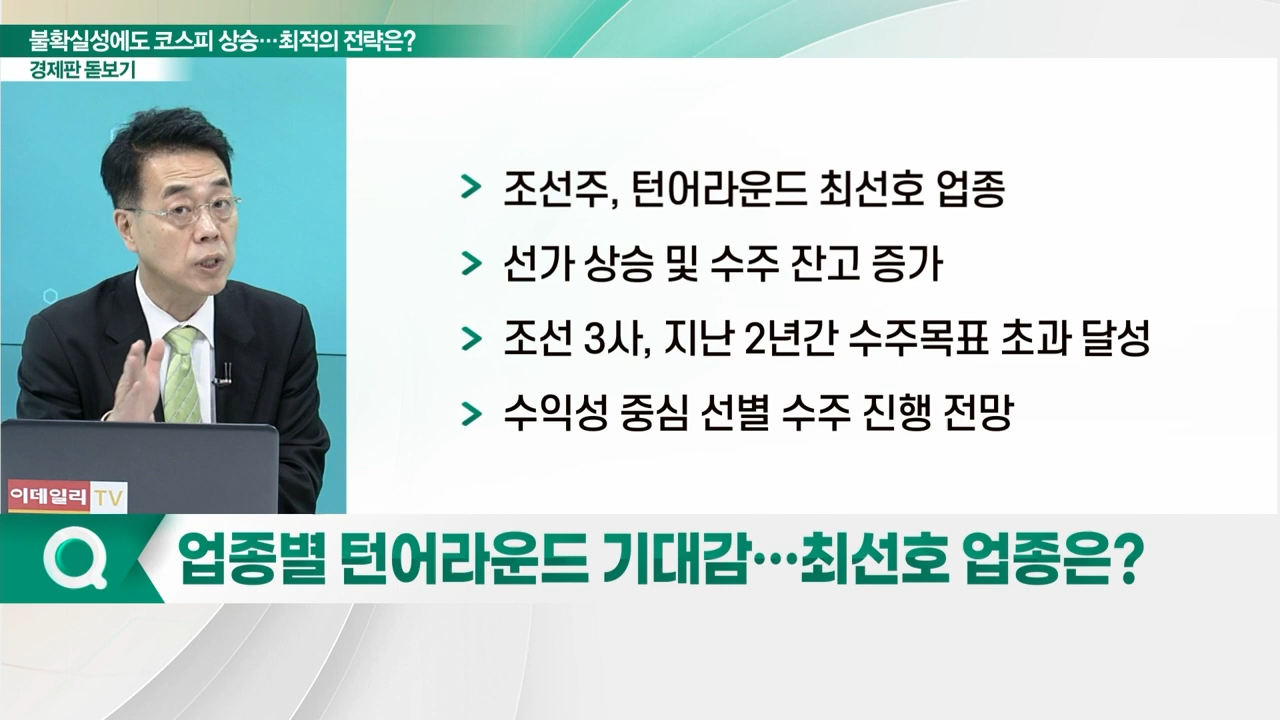 불확실성에도 코스피 상승…최적의 전략은?
경제판 돋보기
> 조선주, 턴어라운드 최선호 업종
> 선가 상승 및 수주 잔고 증가
> 조선 3사, 지난 2년간 수주목표 초과 달성
> 수익성 중심 선별 수주 진행 전망
이데일리 TV
Q 업종별 턴어라운드 기대감…최선호 업종은?